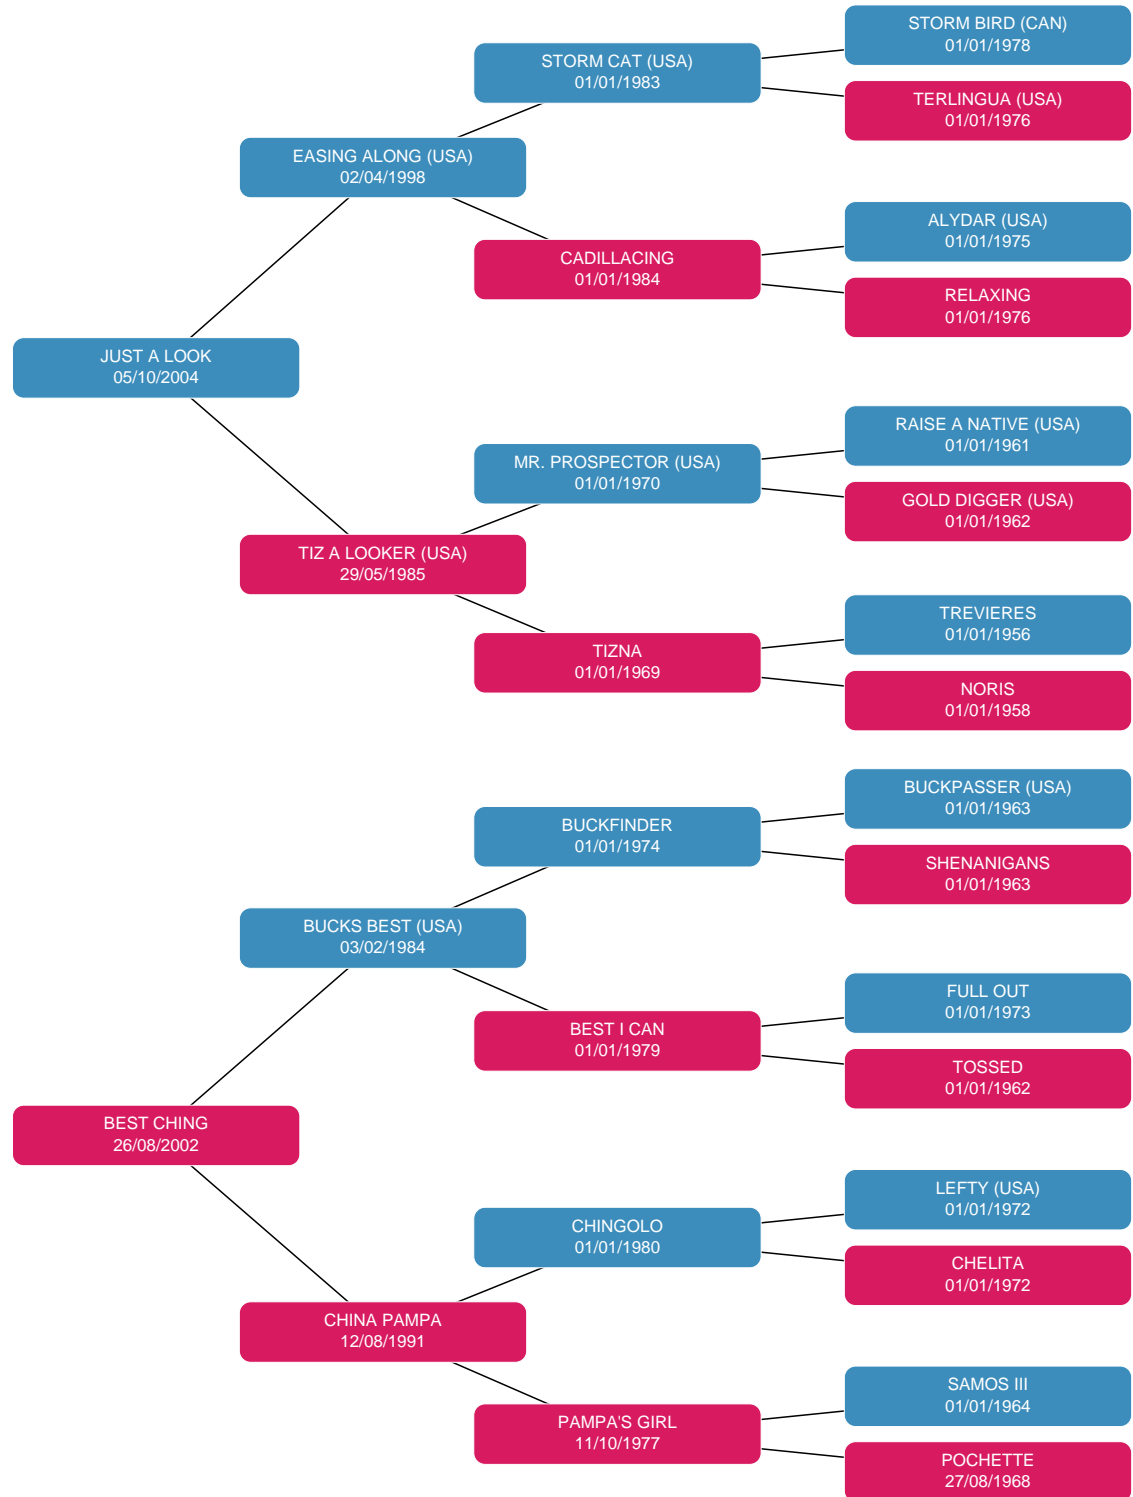 STORM BIRD (CAN)
01/01/1978
STORM CAT (USA)
01/01/1983
TERLINGUA (USA)
01/01/1976
EASING ALONG (USA)
02/04/1998
ALYDAR (USA)
01/01/1975
CADILLACING
01/01/1984
RELAXING
01/01/1976
JUST A LOOK
05/10/2004
RAISE A NATIVE (USA)
01/01/1961
MR. PROSPECTOR (USA)
01/01/1970
GOLD DIGGER (USA)
01/01/1962
TIZ A LOOKER (USA)
29/05/1985
TREVIERES
01/01/1956
TIZNA
01/01/1969
NORIS
01/01/1958
BUCKPASSER (USA)
01/01/1963
BUCKFINDER
01/01/1974
SHENANIGANS
01/01/1963
BUCKS BEST (USA)
03/02/1984
FULL OUT
01/01/1973
BEST I CAN
01/01/1979
TOSSED
01/01/1962
BEST CHING
26/08/2002
LEFTY (USA)
01/01/1972
CHINGOLO
01/01/1980
CHELITA
01/01/1972
CHINA PAMPA
12/08/1991
SAMOS III
01/01/1964
PAMPA'S GIRL
11/10/1977
POCHETTE
27/08/1968